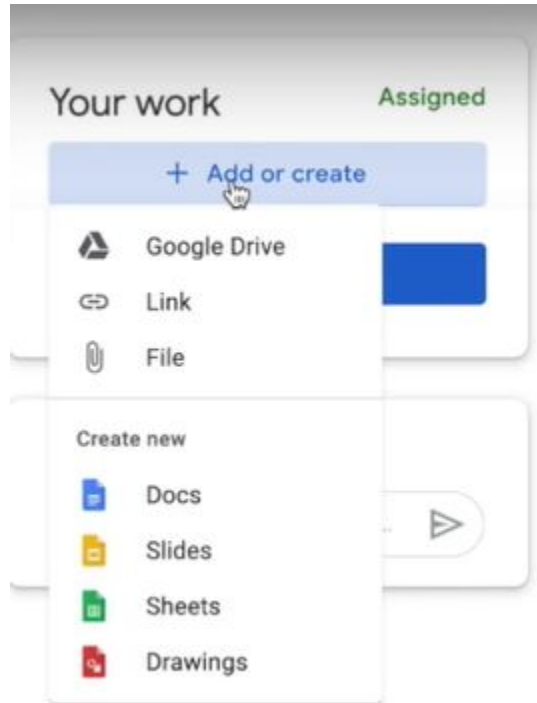 Your work
Assigned
+ Add or create
Google Drive
Link
File
Create new
Docs
Slides
Sheets
Drawings